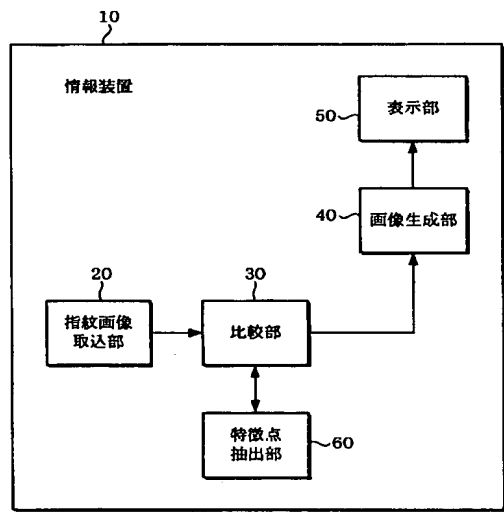 10
情報装置
50
表示部
40
画像生成部
20
指紋画像
取込部
30
比較部
特徴点
抽出部
60